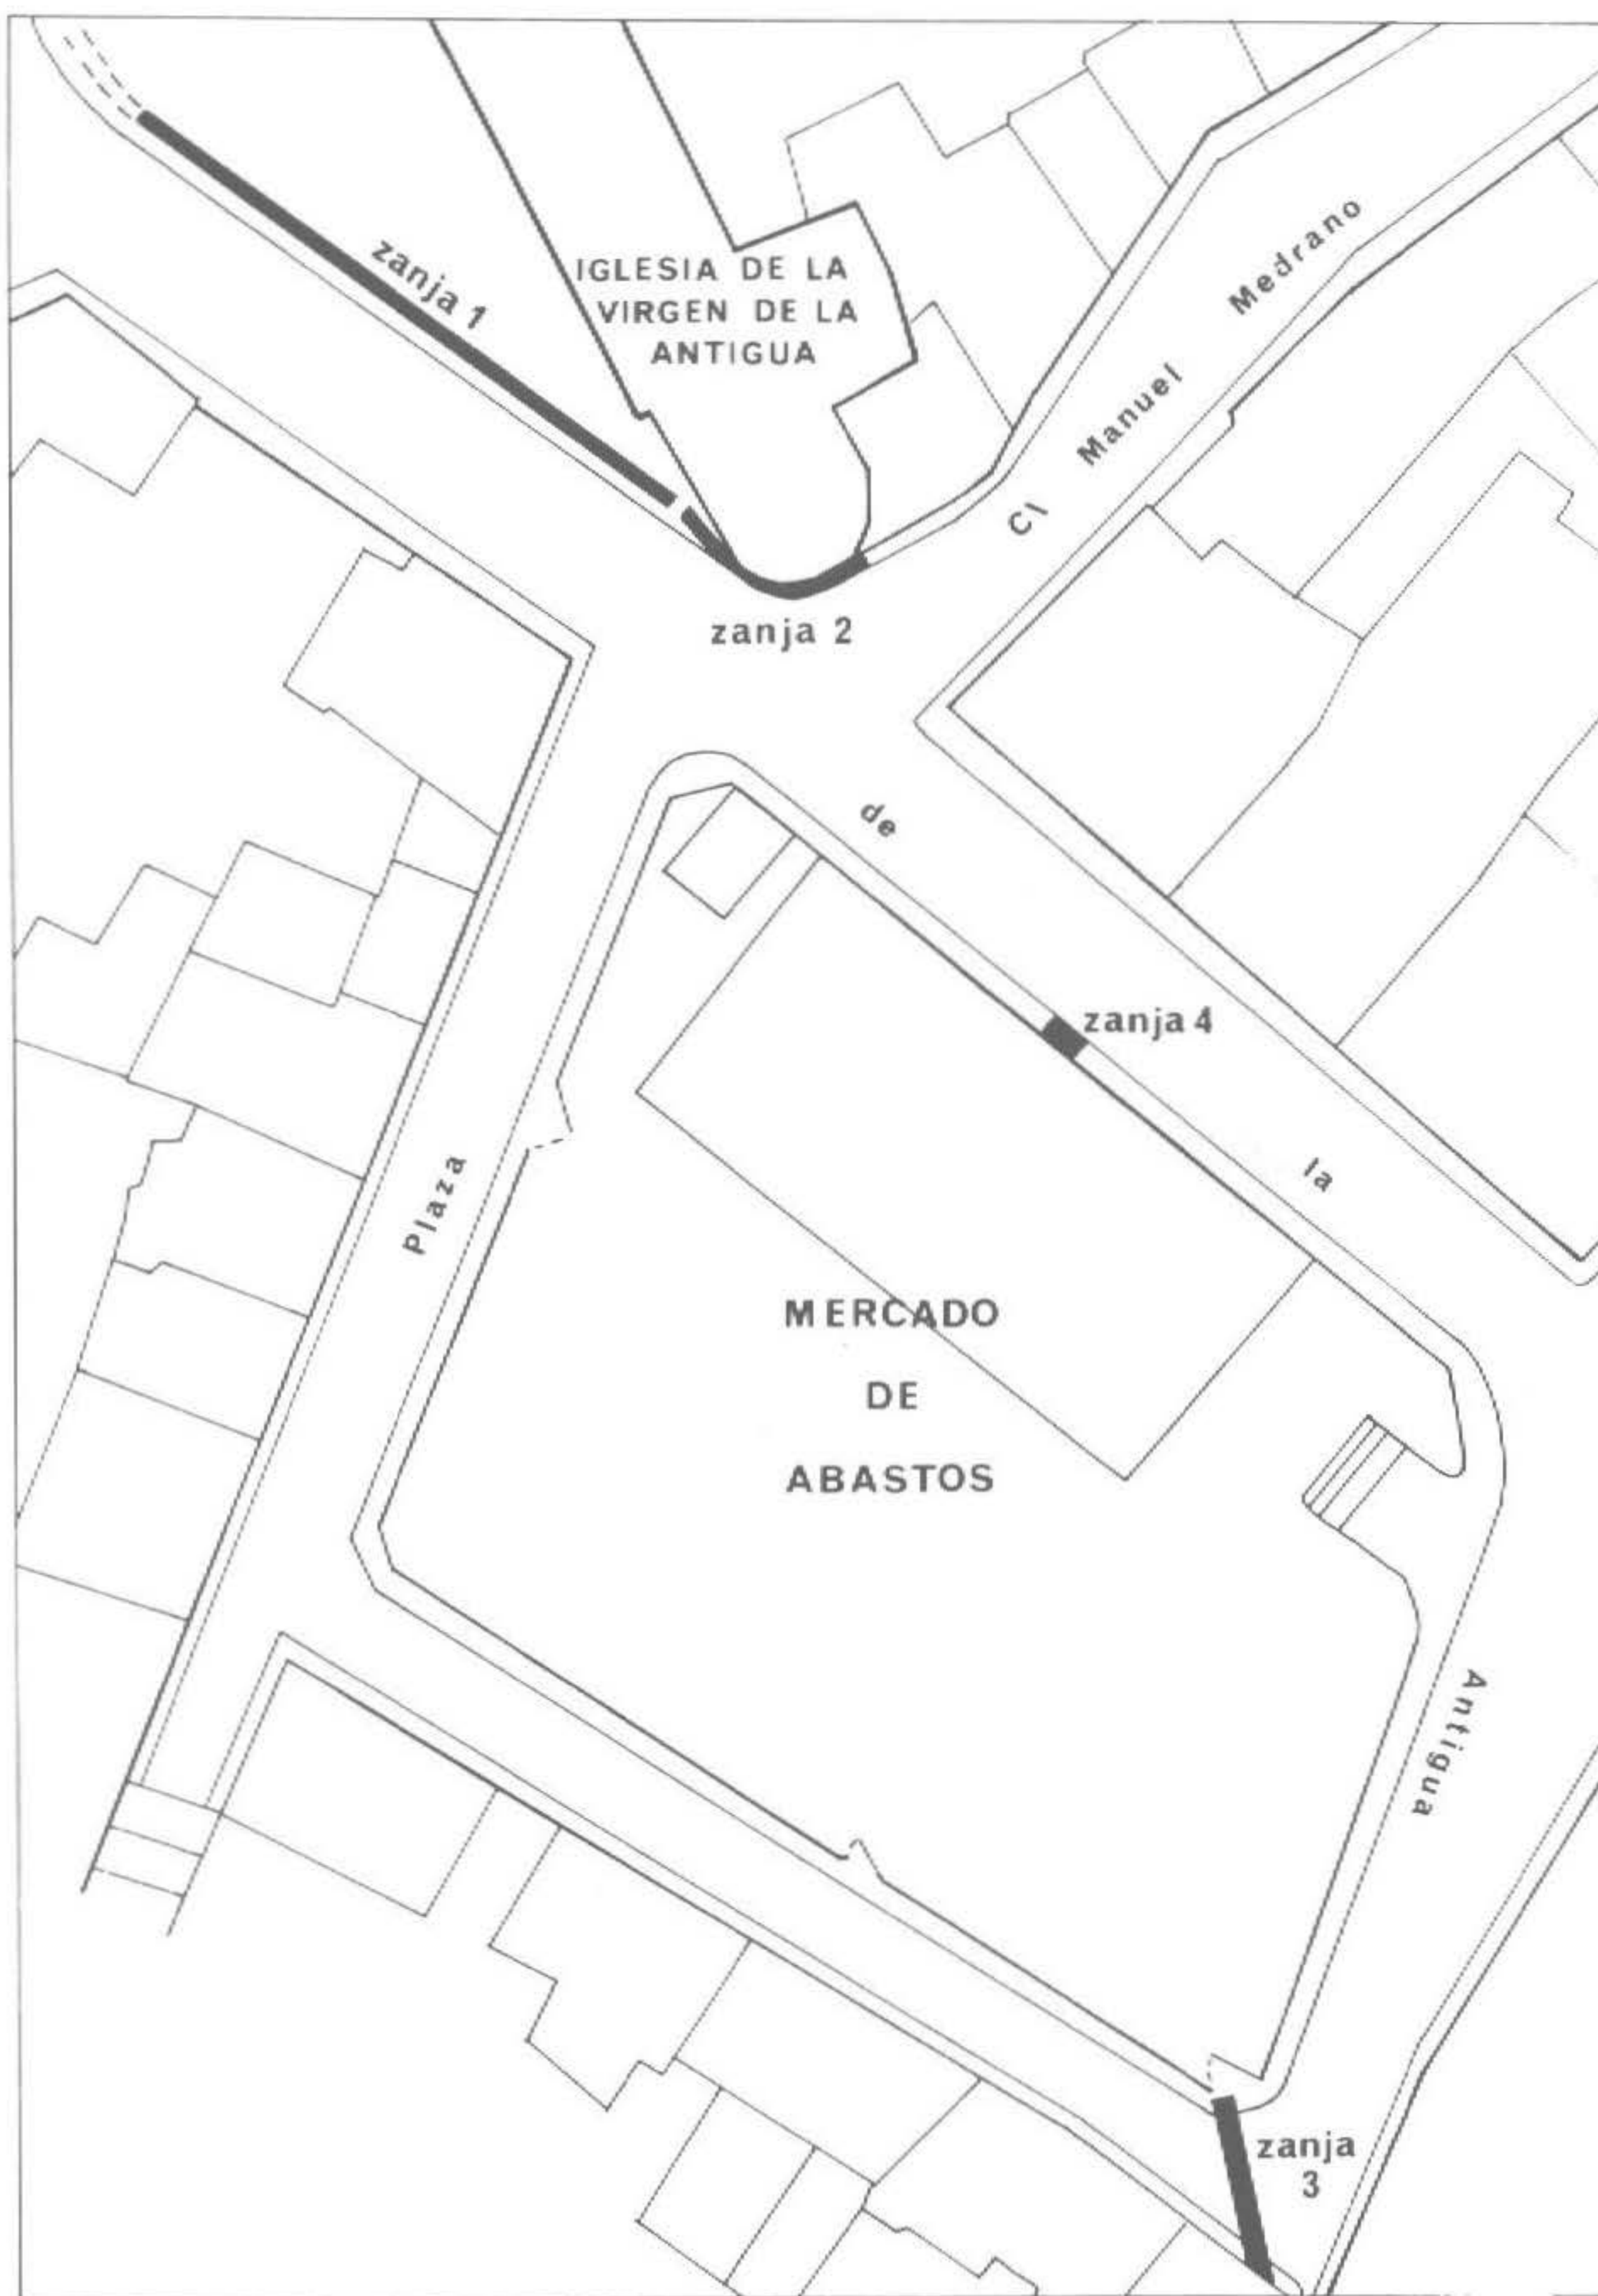 zanja 1
IGLESIA DE LA
VIRGEN DE LA
ANTIGUA
Medrano
Manuel
C\
zanja 2
de
zanja 4
la
Plaza
MERCADO
DE
ABASTOS
Antigua
zanja
3